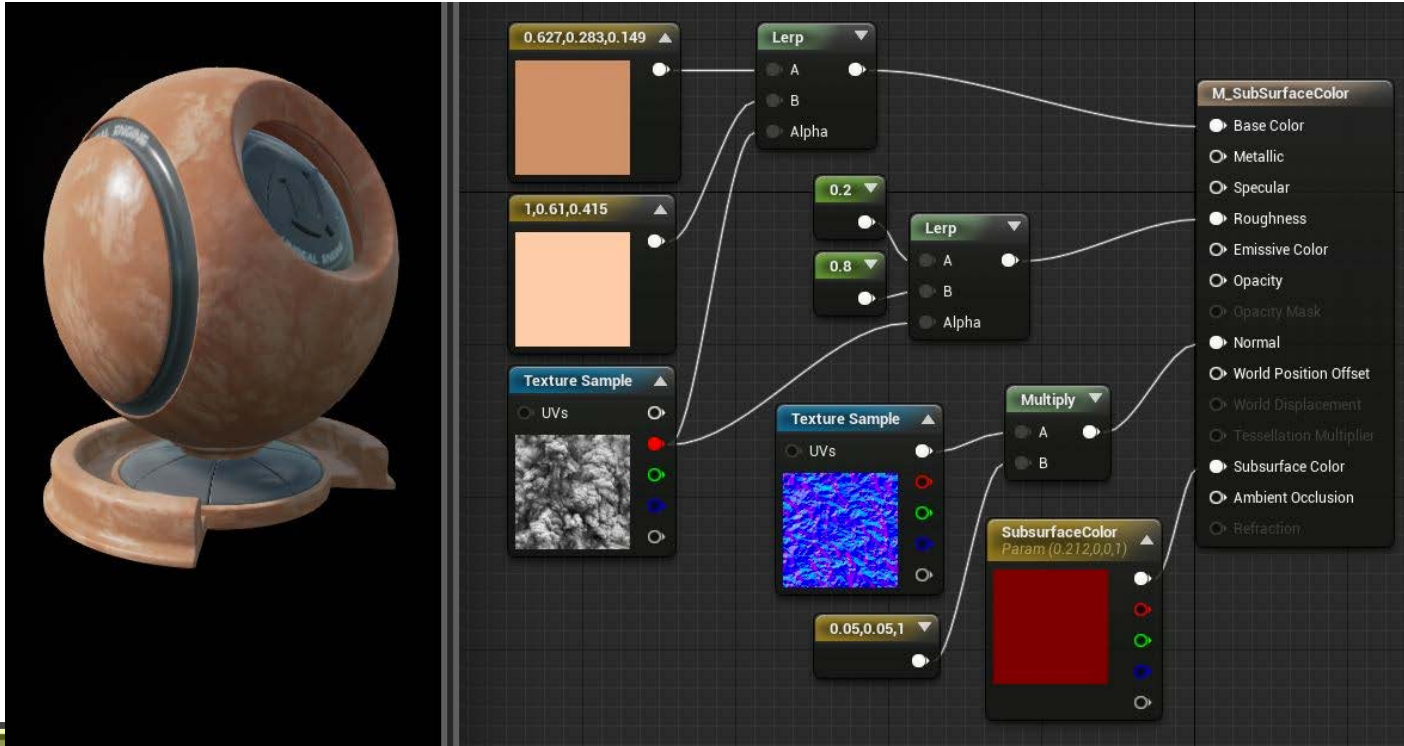 0.627,0.283,0.149
Lerp
A
B
Alpha
M_SubSurfaceColor
Base Color
Metallic
Specular
Roughness
Emissive Color
Opacity
Opacity Mask
Normal
World Position Offset
World Displacement
Tessellation Multiplier
Subsurface Color
Ambient Occlusion
Refraction
1,0.61,0.415
0.2
0.8
Lerp
A
B
Alpha
Texture Sample
UVs
Texture Sample
UVs
Multiply
A
B
SubsurfaceColor
Param (0.212,0,0,1)
0.05,0.05,1
ENGINE